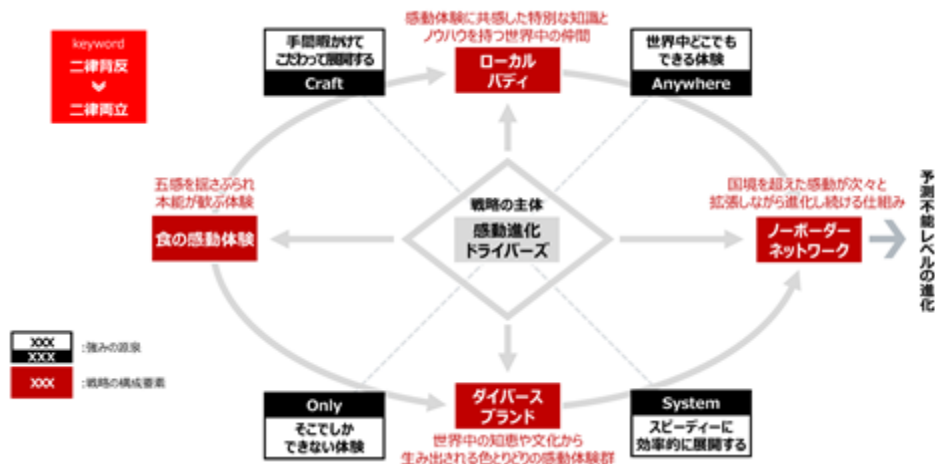 感動体験に共感した特別な知識と
ノウハウを持つ世界中の仲間
keyword
二律背反
二律両立
手間暇かけて
こだわって展開する
Craft
ローカル
バディ
世界中どこでも
できる体験
Anywhere
五感を揺さぶられ
本能が歓ぶ体験
食の感動体験
戦略の主体
感動進化
ドライバーズ
国境を超えた感動が次々と
拡張しながら進化し続ける仕組み
ノーボーダー
ネットワーク
予測不能レベルの進化
XXX
XXX
:強みの源泉
XXX
:戦略の構成要素
Only
そこでしか
できない体験
ダイバース
ブランド
世界中の知恵や文化から
生み出される色とりどりの感動体験群
System
スピーディーに
効率的に展開する